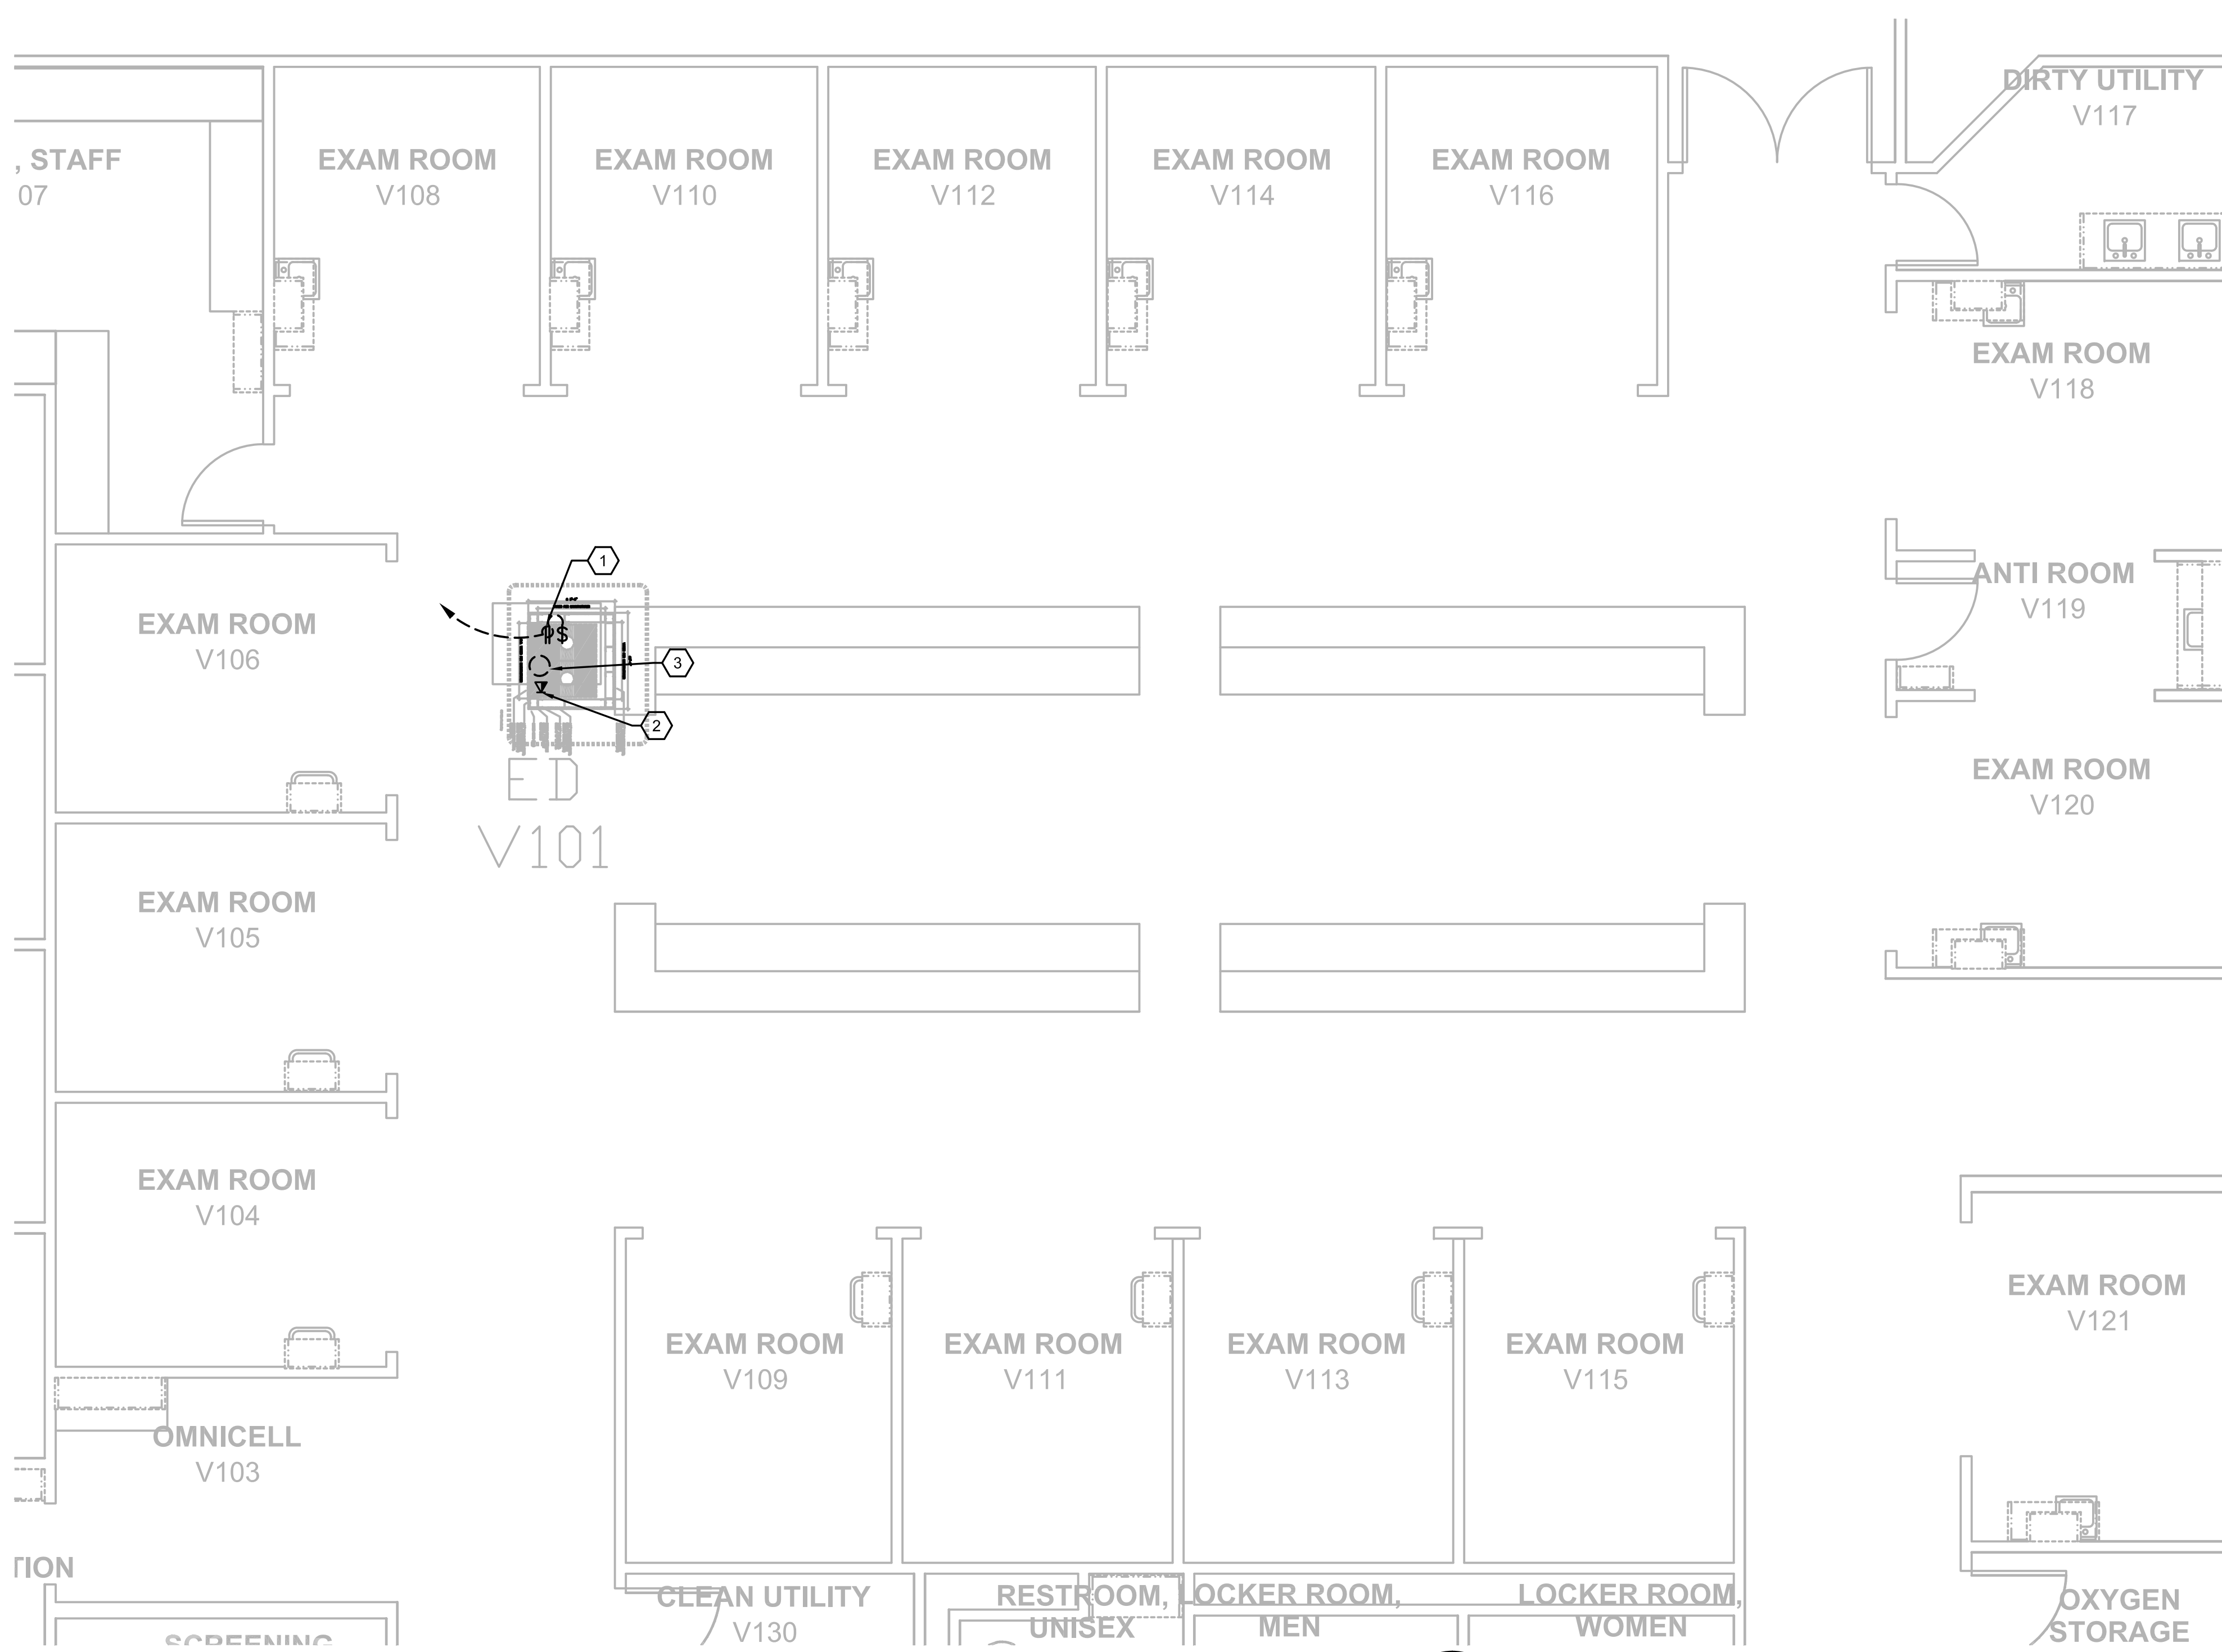 DIRTY UTILITY
V117
, STAFF
07
EXAM ROOM
V108
EXAM ROOM
V110
EXAM ROOM
V112
EXAM ROOM
V114
EXAM ROOM
V116
EXAM ROOM
V118
1
ANTI ROOM
V119
EXAM ROOM
V106
$
3
2
ED
V101
EXAM ROOM
V120
EXAM ROOM
V105
EXAM ROOM
V104
EXAM ROOM
V121
EXAM ROOM
V109
EXAM ROOM
V111
EXAM ROOM
V113
EXAM ROOM
V115
OMNICELL
V103
TION
CLEAN UTILITY
V130
RESTROOM,
UNISEX
LOCKER ROOM,
MEN
LOCKER ROOM,
WOMEN
OXYGEN
STORAGE
SCREENING